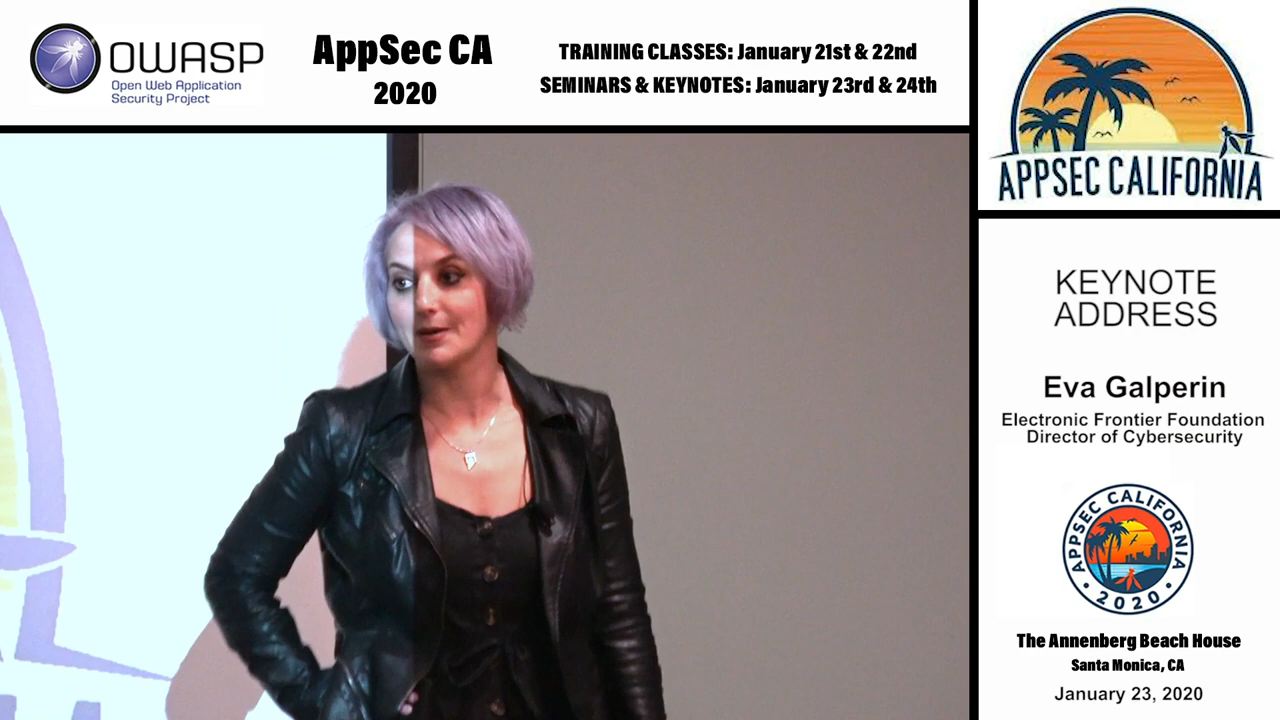 OWASP
Open Web Application
Security Project
AppSec CA
2020
TRAINING CLASSES: January 21st & 22nd
SEMINARS & KEYNOTES: January 23rd & 24th
APPSEC CALIFORNIA
KEYNOTE
ADDRESS
Eva Galperin
Electronic Frontier Foundation
Director of Cybersecurity
APPSEC CALIFORNIA
• 2020 •
The Annenberg Beach House
Santa Monica, CA
January 23, 2020